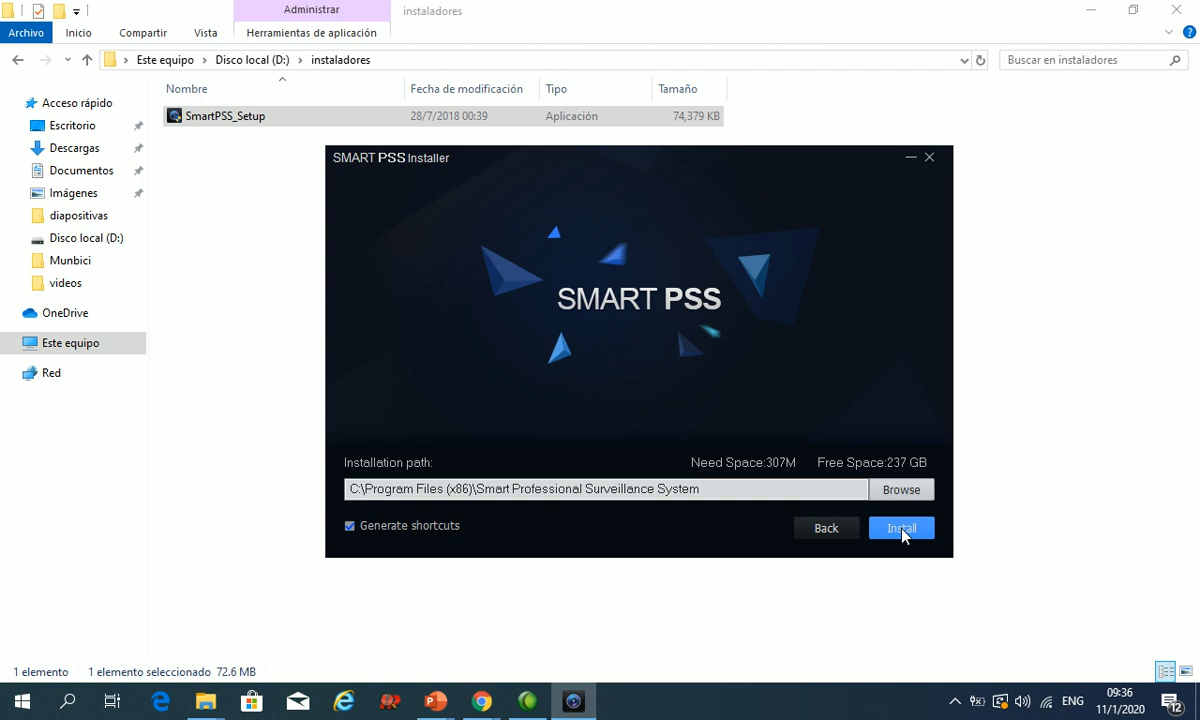 Administrar
instaladores
Archivo
Inicio
Compartir
Vista
Herramientas de aplicación
Este equipo
Disco local (D:)
instaladores
Buscar en instaladores
Nombre
Fecha de modificación
Tipo
Tamaño
SmartPSS_Setup
28/7/2018 00:39
Aplicación
74,379 KB
Acceso rápido
Escritorio
Descargas
Documentos
Imágenes
diapositivas
Disco local (D:)
Munbici
videos
OneDrive
Este equipo
Red
SMART PSS Installer
SMART PSS
Installation path:
Need Space:307M
Free Space:237 GB
C:\Program Files (x86)\Smart Professional Surveillance System
Browse
Generate shortcuts
Back
Install
1 elemento
1 elemento seleccionado 72.6 MB
ENG
09:36
11/1/2020
12